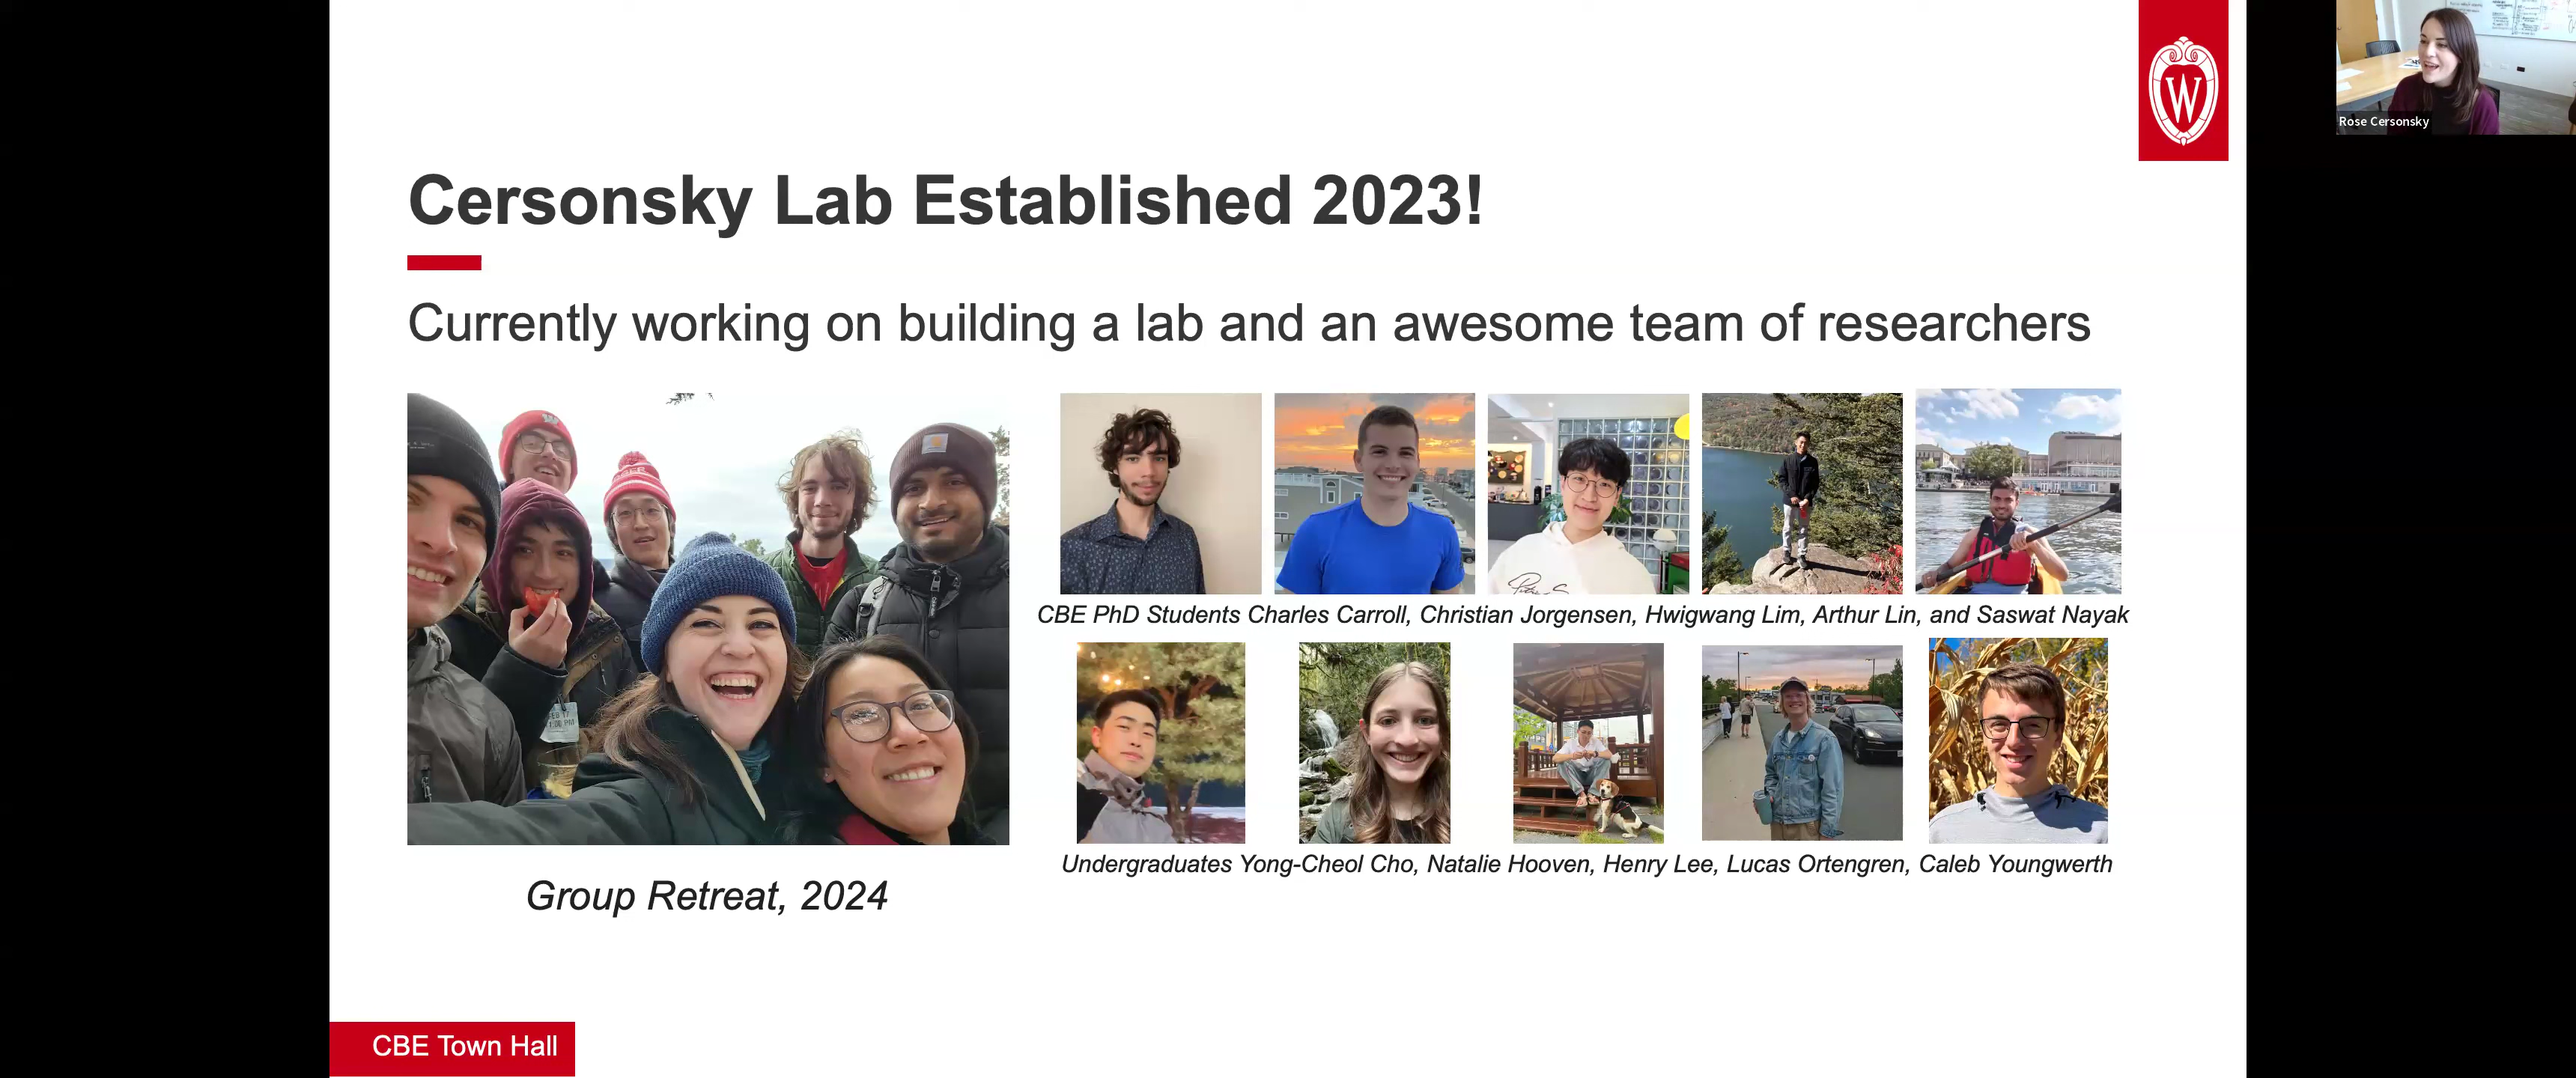 W
Rose Cersonsky
Cersonsky Lab Established 2023!
Currently working on building a lab and an awesome team of researchers
FEB 17
CBE PhD Students Charles Carroll, Christian Jorgensen, Hwigwang Lim, Arthur Lin, and Saswat Nayak
Undergraduates Yong-Cheol Cho, Natalie Hooven, Henry Lee, Lucas Ortengren, Caleb Youngwerth
Group Retreat, 2024
CBE Town Hall